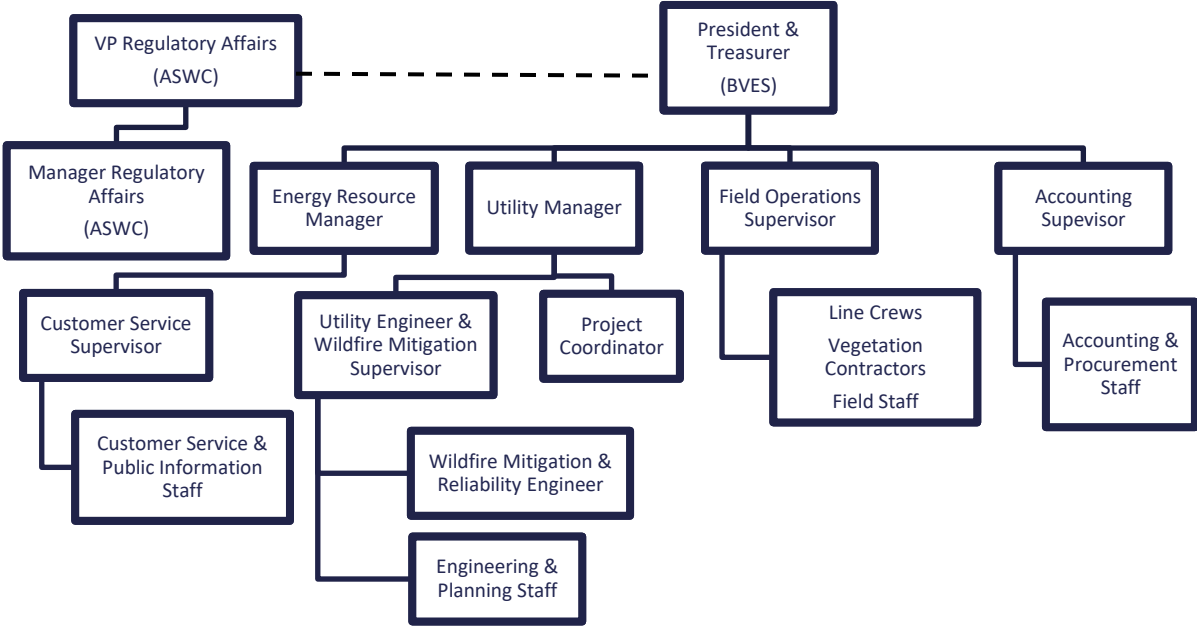 VP Regulatory Affairs
(ASWC)
President &
Treasurer
(BVES)
Manager Regulatory
Affairs
(ASWC)
Energy Resource
Manager
Utility Manager
Field Operations
Supervisor
Accounting
Supevisor
Customer Service
Supervisor
Utility Engineer &
Wildfire Mitigation
Supervisor
Project
Coordinator
Line Crews
Vegetation
Contractors
Field Staff
Accounting &
Procurement
Staff
Customer Service &
Public Information
Staff
Wildfire Mitigation &
Reliability Engineer
Engineering &
Planning Staff